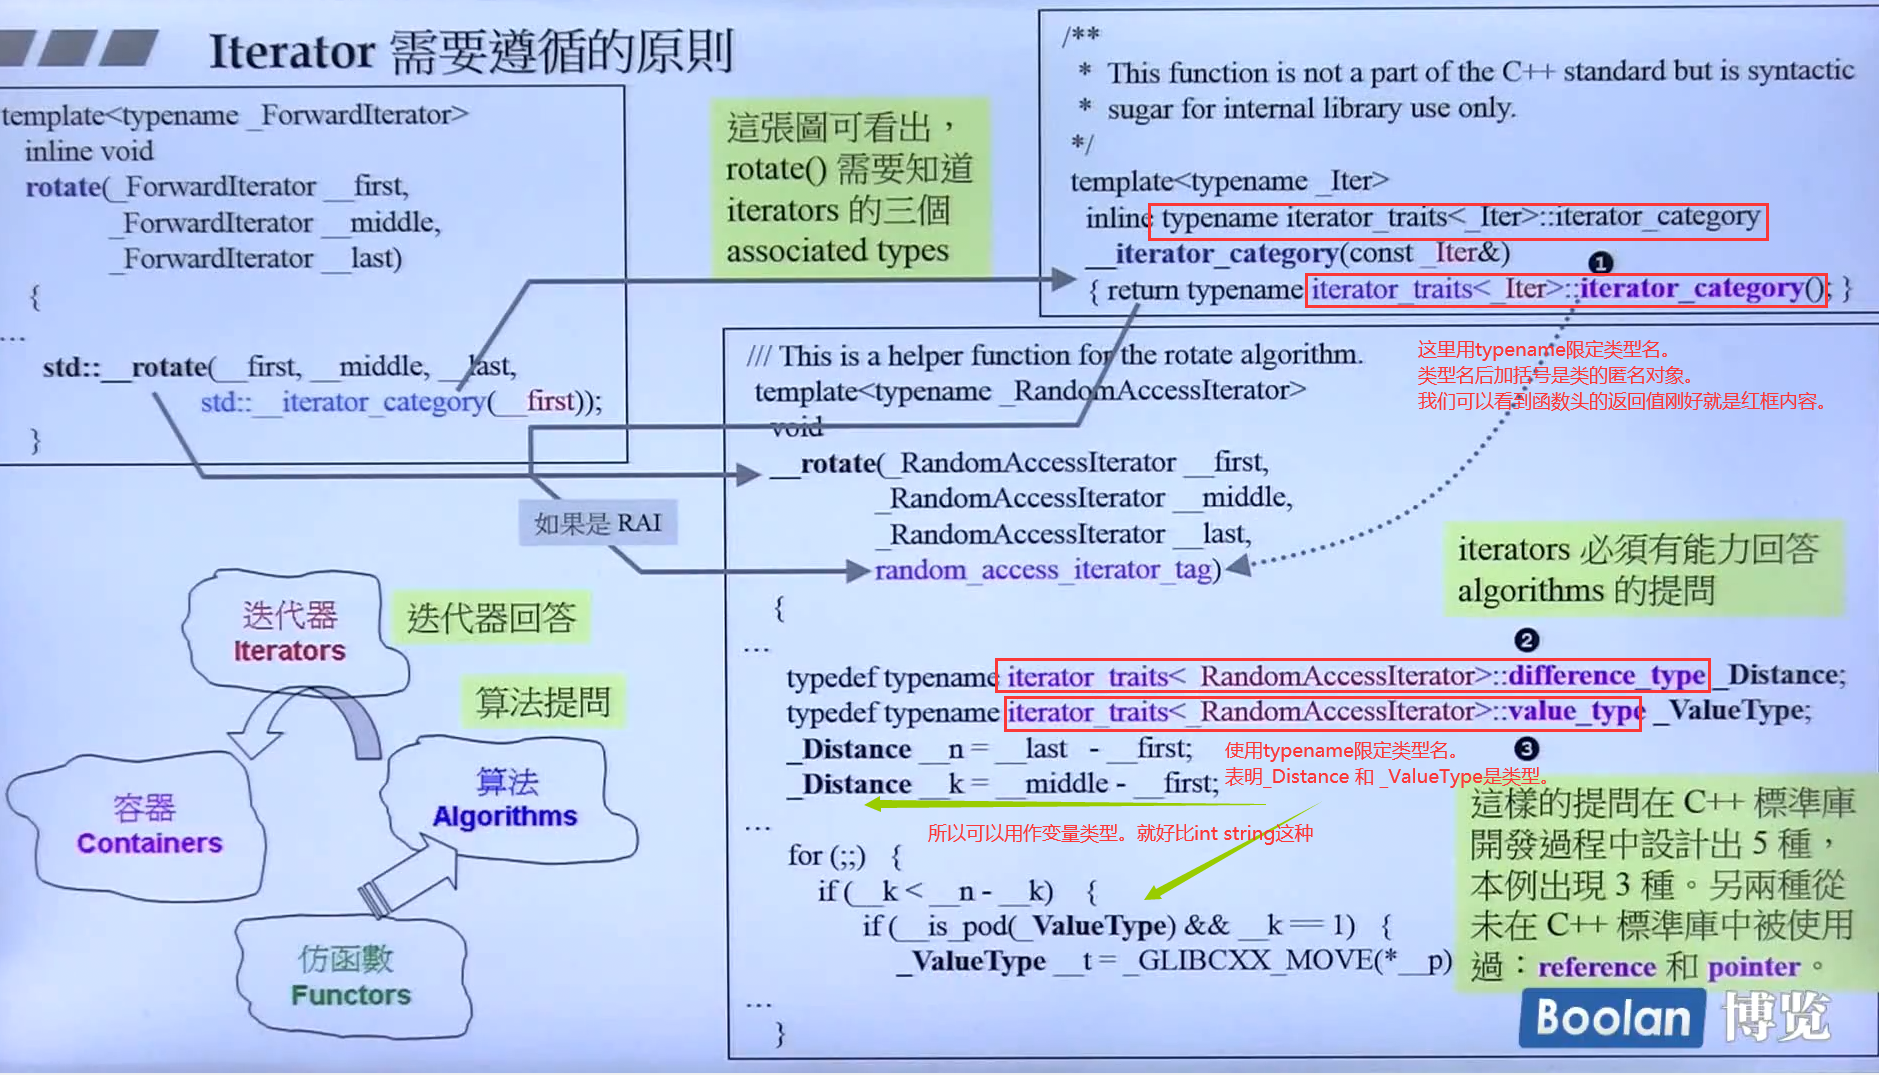 Iterator 需要遵循的原則
template<typename _ForwardIterator>
inline void
rotate(_ForwardIterator __first,
_ForwardIterator __middle,
_ForwardIterator __last)
{
...
std::__rotate(__first, __middle, __last,
std::__iterator_category(__first));
}
這張圖可看出，
rotate() 需要知道
iterators 的三個
associated types
/**
* This function is not a part of the C++ standard but is syntactic
* sugar for internal library use only.
*/
template<typename _Iter>
inline typename iterator_traits<_Iter>::iterator_category
__iterator_category(const _Iter&)
❶
{ return typename iterator_traits<_Iter>::iterator_category(); }
这里用typename限定类型名。
类型名后加括号是类的匿名对象。
我们可以看到函数头的返回值刚好就是红框内容。
/// This is a helper function for the rotate algorithm.
template<typename _RandomAccessIterator>
void
__rotate(_RandomAccessIterator __first,
_RandomAccessIterator __middle,
_RandomAccessIterator __last,
random_access_iterator_tag)
{
...
❷
typedef typename iterator_traits<_RandomAccessIterator>::difference_type _Distance;
typedef typename iterator_traits<_RandomAccessIterator>::value_type _ValueType;
❸
_Distance __n = __last - __first;
_Distance __k = __middle - __first;
使用typename限定类型名。
表明_Distance 和 _ValueType是类型。
...
所以可以用作变量类型。就好比int string这种
for (;;) {
if (__k < __n - __k) {
if (__is_pod(_ValueType) && __k == 1) {
_ValueType __t = _GLIBCXX_MOVE(*__p)
...
}
如果是 RAI
iterators 必須有能力回答
algorithms 的提問
這樣的提問在 C++ 標準庫
開發過程中設計出 5 種，
本例出現 3 種。另兩種從
未在 C++ 標準庫中被使用
過：reference 和 pointer。
迭代器
Iterators
迭代器回答
算法提問
容器
Containers
算法
Algorithms
仿函數
Functors
Boolan 博览